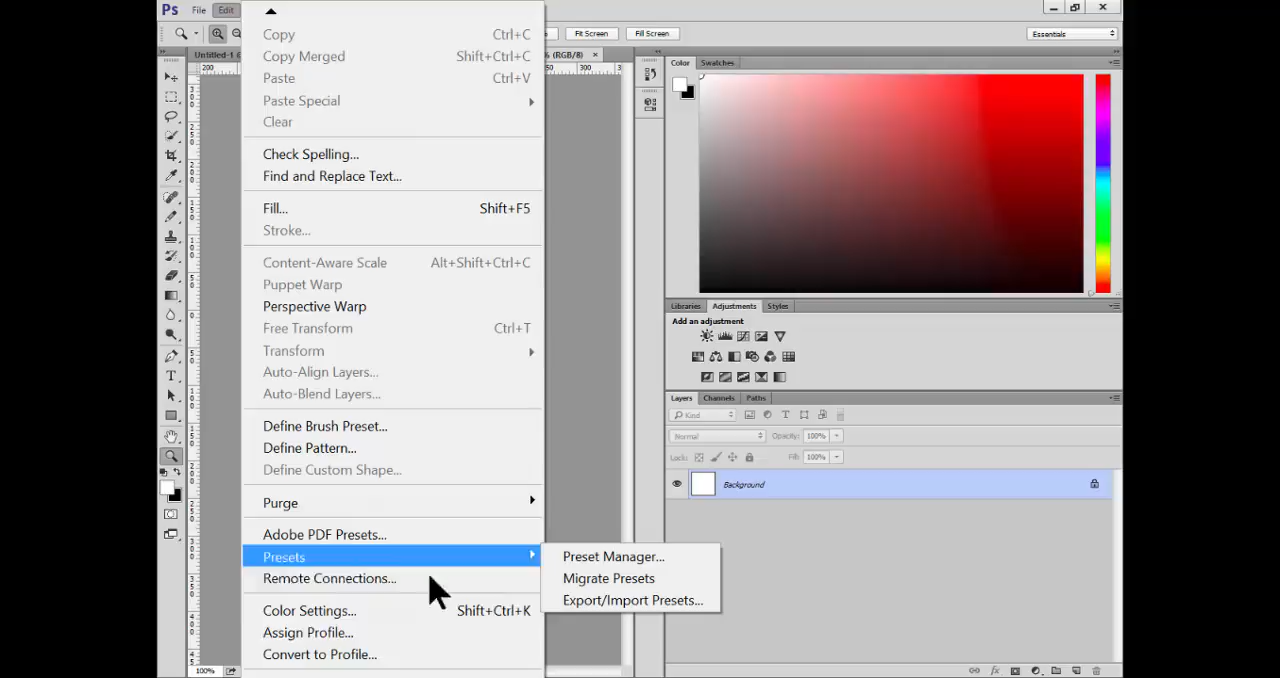 Ps File Edit
Fit Screen Fill Screen Essentials
Untitled-1 % (RGB/8) ×
200 300
Copy Ctrl+C
Copy Merged Shift+Ctrl+C
Paste Ctrl+V
Paste Special
Clear
Check Spelling...
Find and Replace Text...
Fill... Shift+F5
Stroke...
Content-Aware Scale Alt+Shift+Ctrl+C
Puppet Warp
Perspective Warp
Free Transform Ctrl+T
Transform
Auto-Align Layers...
Auto-Blend Layers...
Define Brush Preset...
Define Pattern...
Define Custom Shape...
Purge
Adobe PDF Presets...
Presets
Remote Connections...
Color Settings... Shift+Ctrl+K
Assign Profile...
Convert to Profile...
Preset Manager...
Migrate Presets
Export/Import Presets...
100%
Color Swatches
Libraries Adjustments Styles
Add an adjustment
Layers Channels Paths
Kind
Normal Opacity: 100%
Lock: Fill: 100%
Background